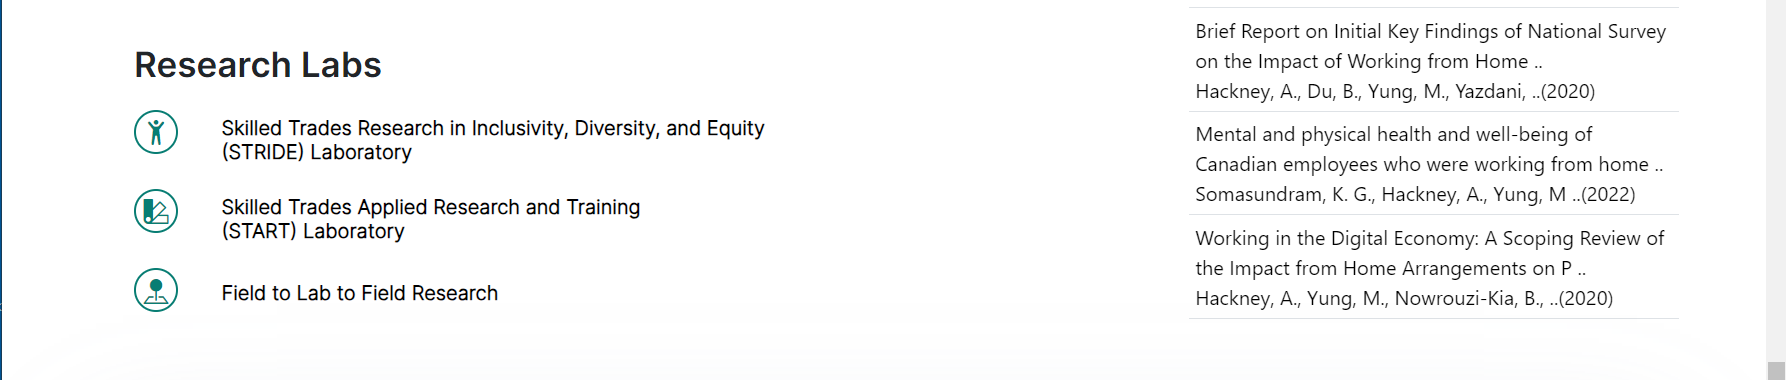 Research Labs
Skilled Trades Research in Inclusivity, Diversity, and Equity
(STRIDE) Laboratory
Skilled Trades Applied Research and Training
(START) Laboratory
Field to Lab to Field Research
Brief Report on Initial Key Findings of National Survey
on the Impact of Working from Home ..
Hackney, A., Du, B., Yung, M., Yazdani, ..(2020)
Mental and physical health and well-being of
Canadian employees who were working from home ..
Somasundram, K. G., Hackney, A., Yung, M ..(2022)
Working in the Digital Economy: A Scoping Review of
the Impact from Home Arrangements on P ..
Hackney, A., Yung, M., Nowrouzi-Kia, B., ..(2020)